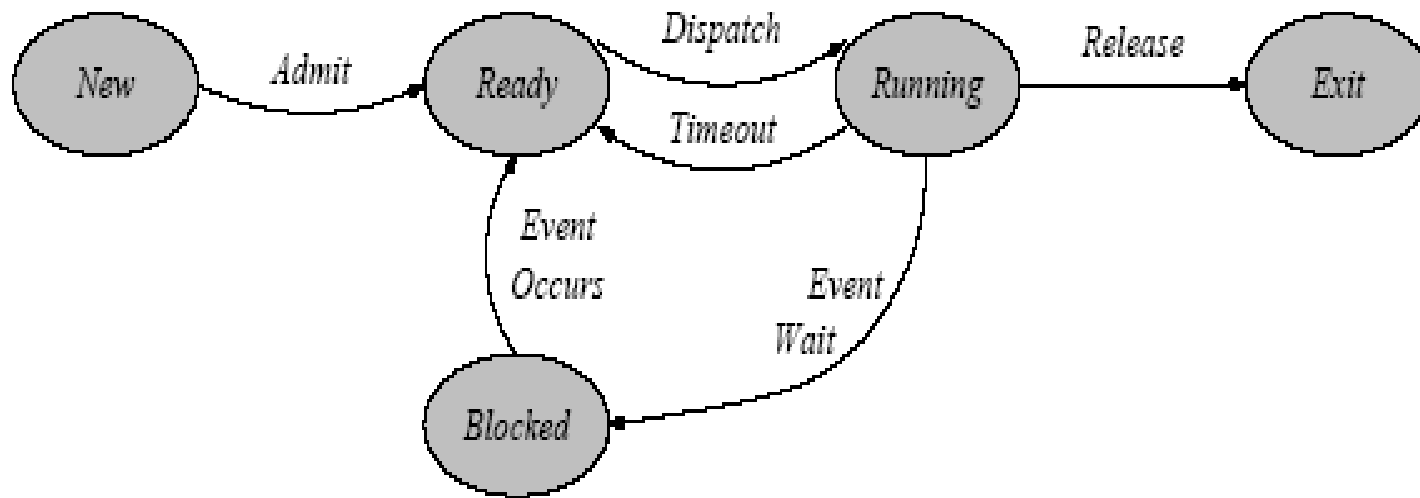 New
Admit
Ready
Dispatch
Timeout
Running
Release
Exit
Event
Occurs
Event
Wait
Blocked